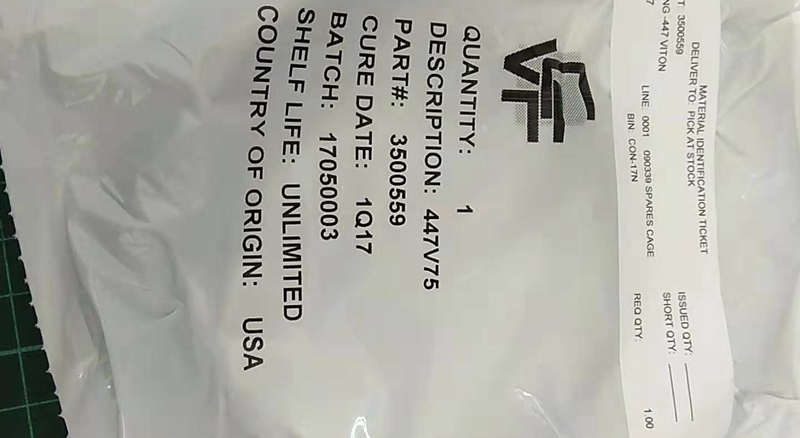 QUANTITY: 1
DESCRIPTION: 447V75
PART#: 3500559
CURE DATE: 1Q17
BATCH: 17050003
SHELF LIFE: UNLIMITED
COUNTRY OF ORIGIN: USA
MATERIAL IDENTIFICATION TICKET
DELIVER TO: PICK AT STOCK
T: 3500559
NG -447 VITON
7
LINE: 0001 090339 SPARES CAGE
BIN: CON-17N
ISSUED QTY:
SHORT QTY:
REQ QTY: 1.00